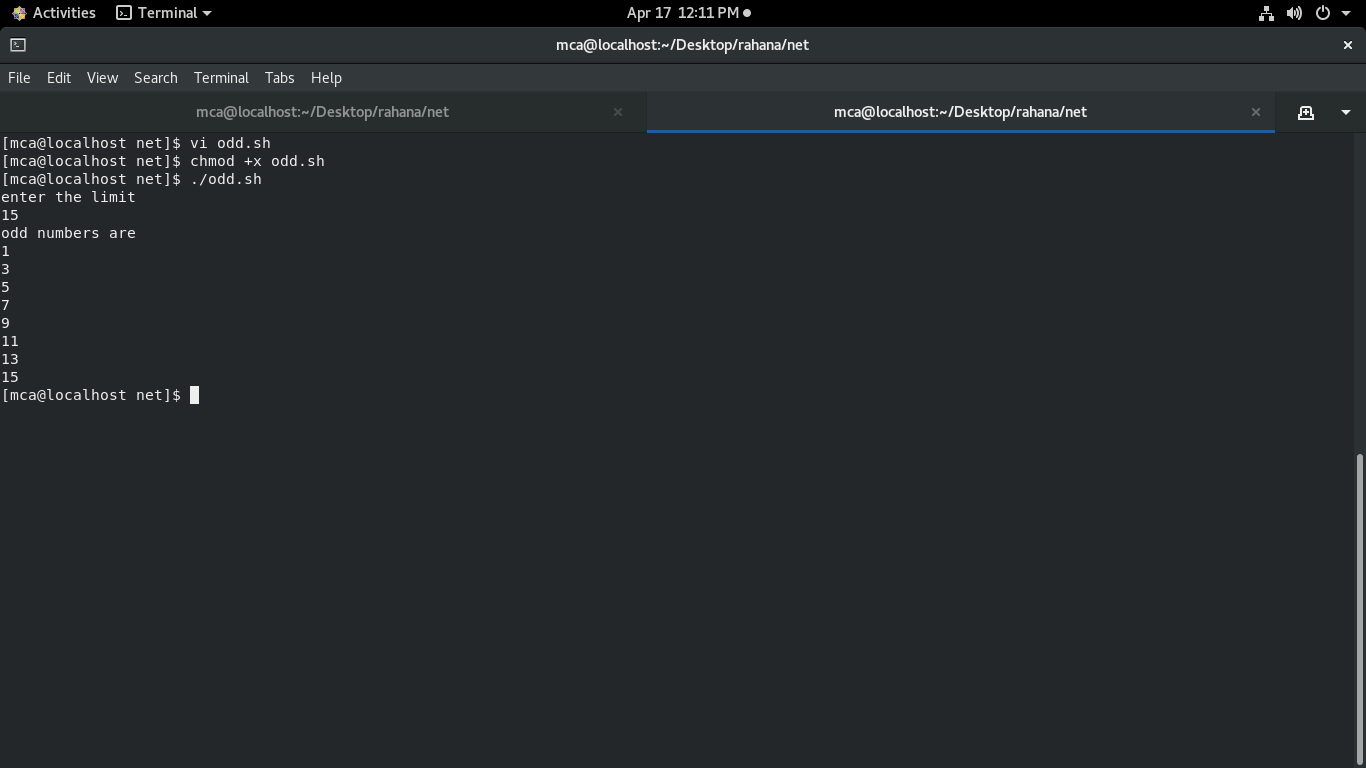 Activities Terminal Apr 17 12:11 PM
mca@localhost:~/Desktop/rahana/net
File Edit View Search Terminal Tabs Help
mca@localhost:~/Desktop/rahana/net mca@localhost:~/Desktop/rahana/net
[mca@localhost net]$ vi odd.sh
[mca@localhost net]$ chmod +x odd.sh
[mca@localhost net]$ ./odd.sh
enter the limit
15
odd numbers are
1
3
5
7
9
11
13
15
[mca@localhost net]$